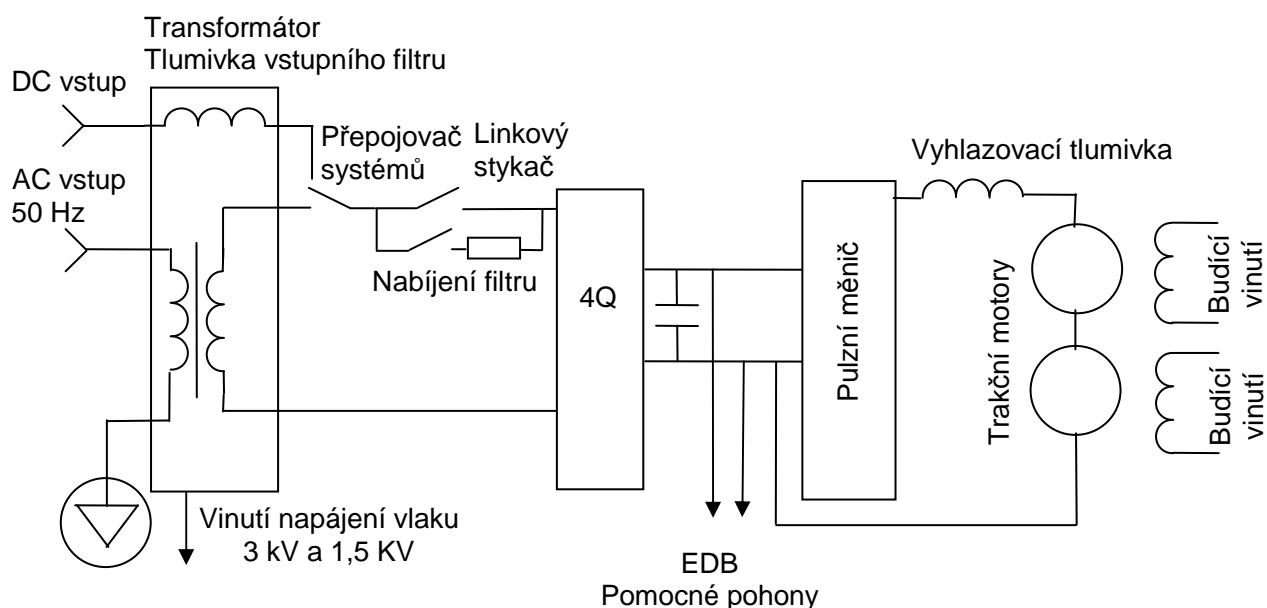 Transformátor
Tlumivka vstupního filtru
DC vstup
Přepojovač
systémů
Linkový
stykač
Vyhlazovací tlumivka
AC vstup
50 Hz
Nabíjení filtru
4Q
Pulzní měnič
Trakční motory
Budící
vinutí
Budící
vinutí
Vinutí napájení vlaku
3 kV a 1,5 KV
EDB
Pomocné pohony